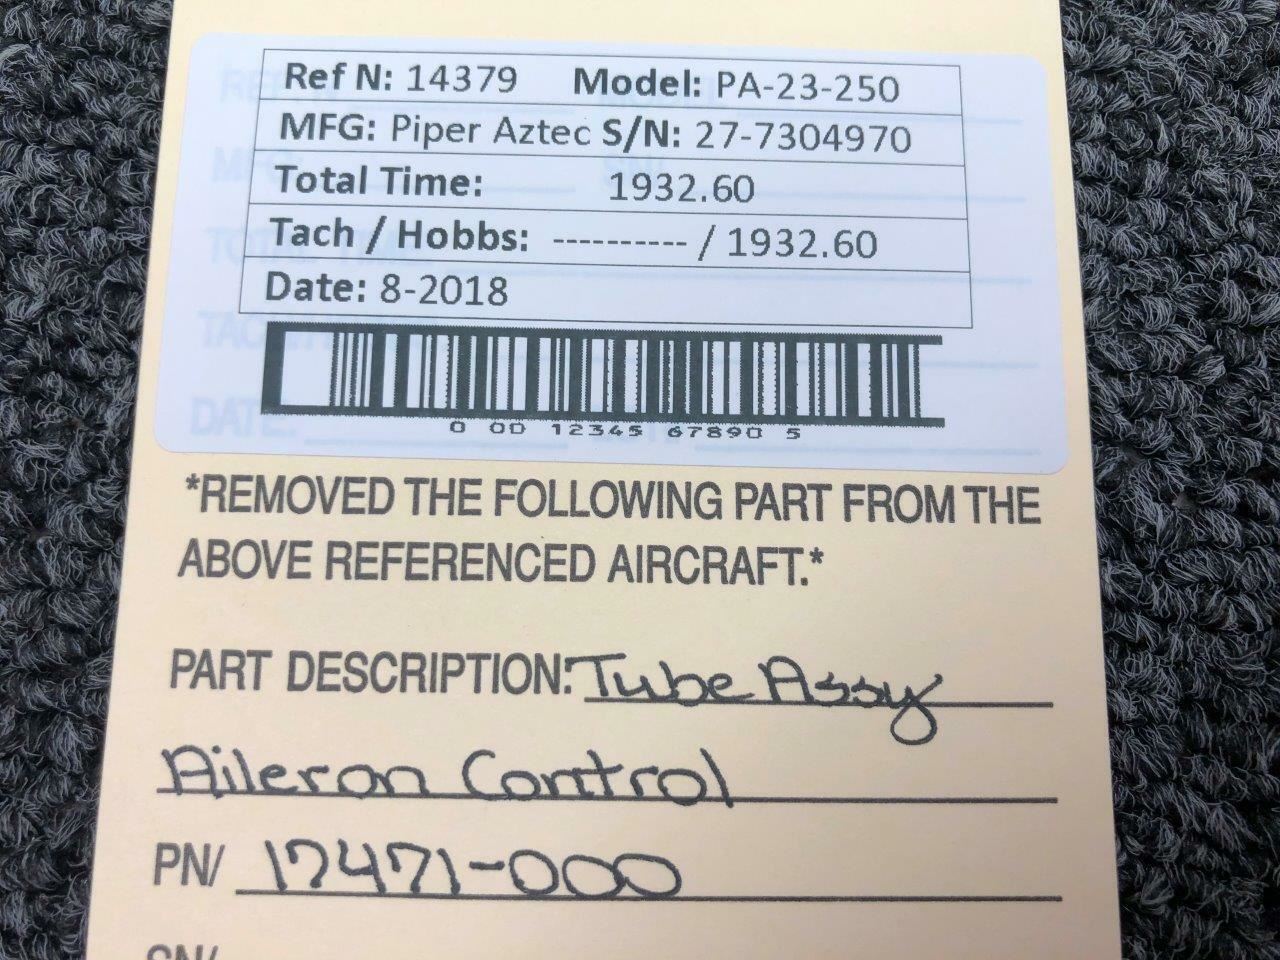 Ref N: 14379 Model: PA-23-250
MFG: Piper Aztec S/N: 27-7304970
Total Time: 1932.60
Tach / Hobbs: ---------- / 1932.60
Date: 8-2018
0 00 12345 67890 5
*REMOVED THE FOLLOWING PART FROM THE
ABOVE REFERENCED AIRCRAFT.*
PART DESCRIPTION: Tube Assy
Aileron Control
PN/ 17471-000
SN/